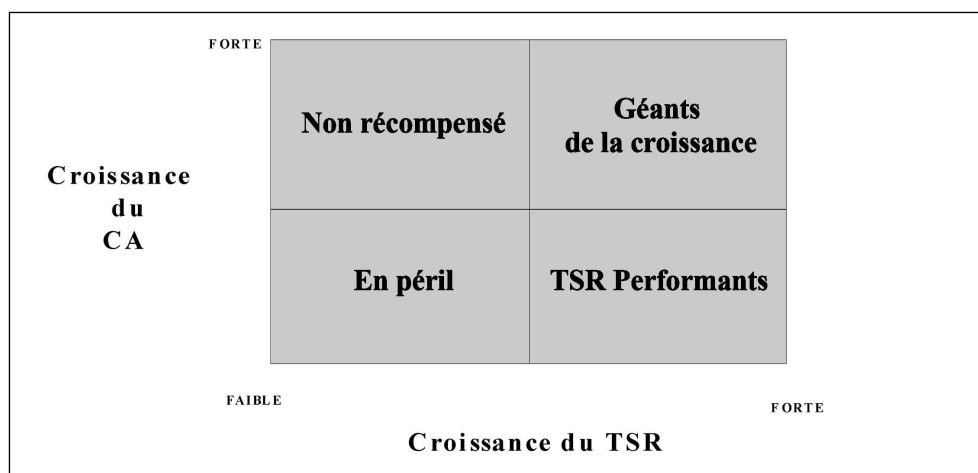 FORTE
Non récompensé
Géants
de la croissance
Croissance
du
CA
En péril
TSR Performants
FAIBLE
FORTE
Croissance du TSR